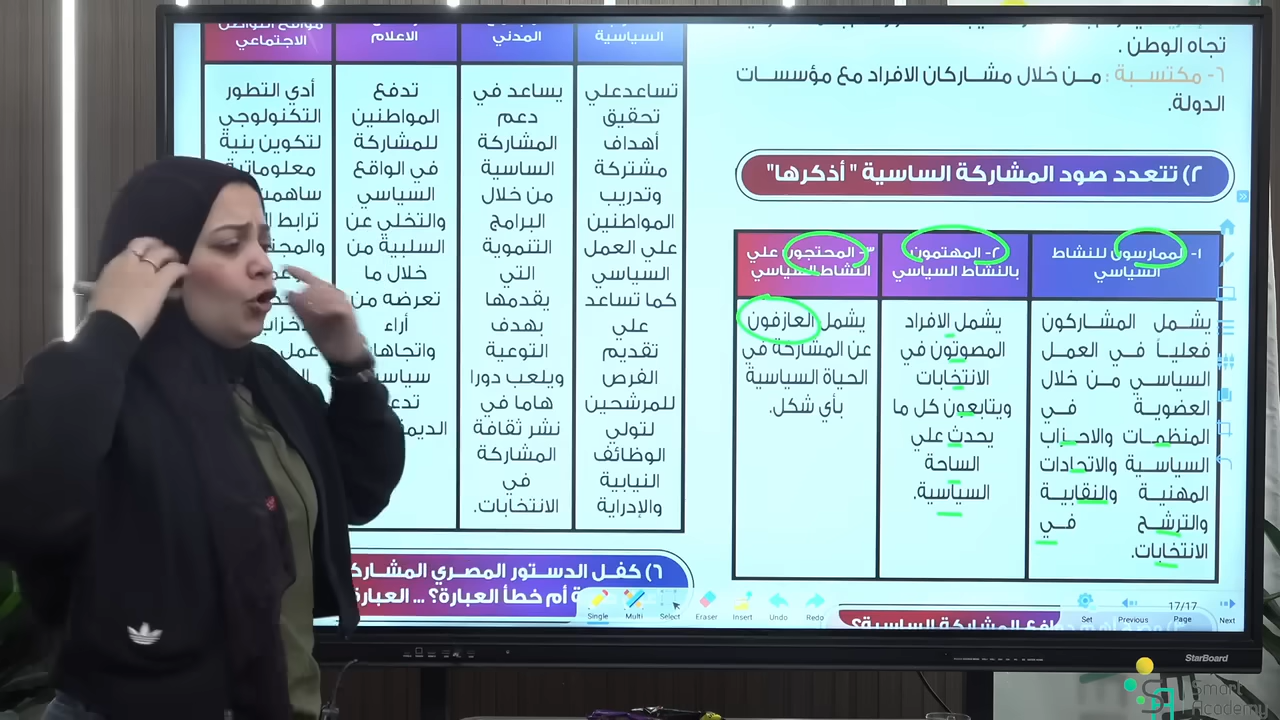 تجاه الوطن .
٦- مكتسبة : من خلال مشاركان الافراد مع مؤسسات
الدولة.
٢) تتعدد صود المشاركة الساسية " أذكرها"
١- الممارسون للنشاط
السياسي
يشمل المشاركون
فعلياً في العمل
السياسي من خلال
العضوية في
المنظمات والاحزاب
السياسية والاتحادات
المهنية والنقابية
والترشح في
الانتخابات.
٢- المهتمون
بالنشاط السياسي
يشمل الافراد
المصوتون في
الانتخابات
ويتابعون كل ما
يحدث علي
الساحة
السياسية.
٣- المحتجون علي
النشاط السياسي
يشمل العازفون
عن المشاركة في
الحياة السياسية
بأي شكل.
السياسية
تساعدعلي
تحقيق
أهداف
مشتركة
وتدريب
المواطنين
علي العمل
السياسي
كما تساعد
علي
تقديم
الفرص
للمرشحين
لتولي
الوظائف
النيابية
والإدراية
المدني
يساعد في
دعم
المشاركة
الساسية
من خلال
البرامج
التنموية
التي
يقدمها
بهدف
التوعية
ويلعب دورا
هاما في
نشر ثقافة
المشاركة
في
الانتخابات.
الاعلام
تدفع
المواطنين
للمشاركة
في الواقع
السياسي
والتخلي عن
السلبية من
خلال ما
تعرضه من
أراء
الاجتماعي
أدي التطور
التكنولوجي
لتكوين بنية
٦) كفل الدستور المصري
أم خطأ العبارة؟ ...
Single Multi Select Eraser Insert Undo Redo
Set Previous 17/17 Page Next
StarBoard
Smart
Academy